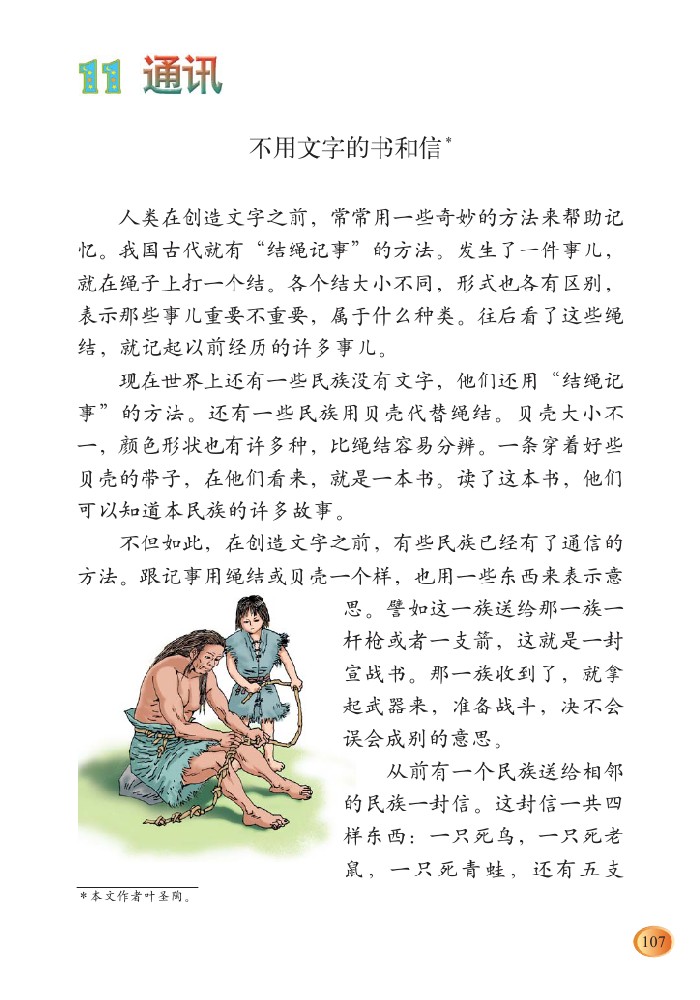 11 通讯
不用文字的书和信*
人类在创造文字之前，常常用一些奇妙的方法来帮助记
忆。我国古代就有“结绳记事”的方法。发生了一件事儿，
就在绳子上打一个结。各个结大小不同，形式也各有区别，
表示那些事儿重要不重要，属于什么种类。往后看了这些绳
结，就记起以前经历的许多事儿。
现在世界上还有一些民族没有文字，他们还用“结绳记
事”的方法。还有一些民族用贝壳代替绳结。贝壳大小不
一，颜色形状也有许多种，比绳结容易分辨。一条穿着好些
贝壳的带子，在他们看来，就是一本书。读了这本书，他们
可以知道本民族的许多故事。
不但如此，在创造文字之前，有些民族已经有了通信的
方法。跟记事用绳结或贝壳一个样，也用一些东西来表示意
思。譬如这一族送给那一族一
杆枪或者一支箭，这就是一封
宣战书。那一族收到了，就拿
起武器来，准备战斗，决不会
误会成别的意思。
从前有一个民族送给相邻
的民族一封信。这封信一共四
样东西：一只死鸟，一只死老
鼠，一只死青蛙，还有五支
*本文作者叶圣陶。
107